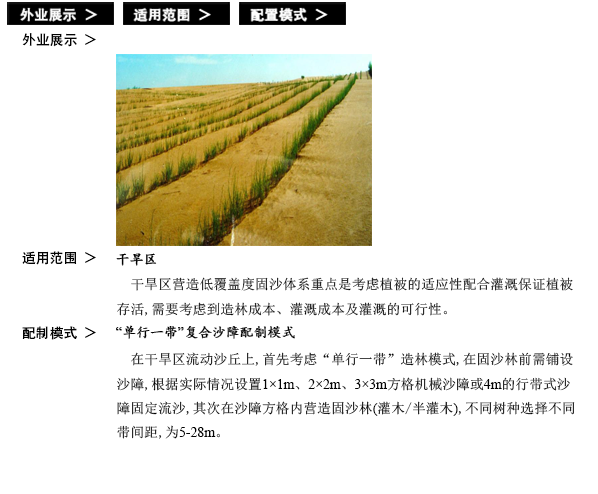 外业展示 > 适用范围 > 配置模式 >
外业展示 >
适用范围 > 干旱区
干旱区营造低覆盖度固沙体系重点是考虑植被的适应性配合灌溉保证植被
存活,需要考虑到造林成本、灌溉成本及灌溉的可行性。
配制模式 > “单行一带”复合沙障配制模式
在干旱区流动沙丘上,首先考虑“单行一带”造林模式,在固沙林前需铺设
沙障,根据实际情况设置1×1m、2×2m、3×3m方格机械沙障或4m的行带式沙
障固定流沙,其次在沙障方格内营造固沙林(灌木/半灌木),不同树种选择不同
带间距,为5-28m。